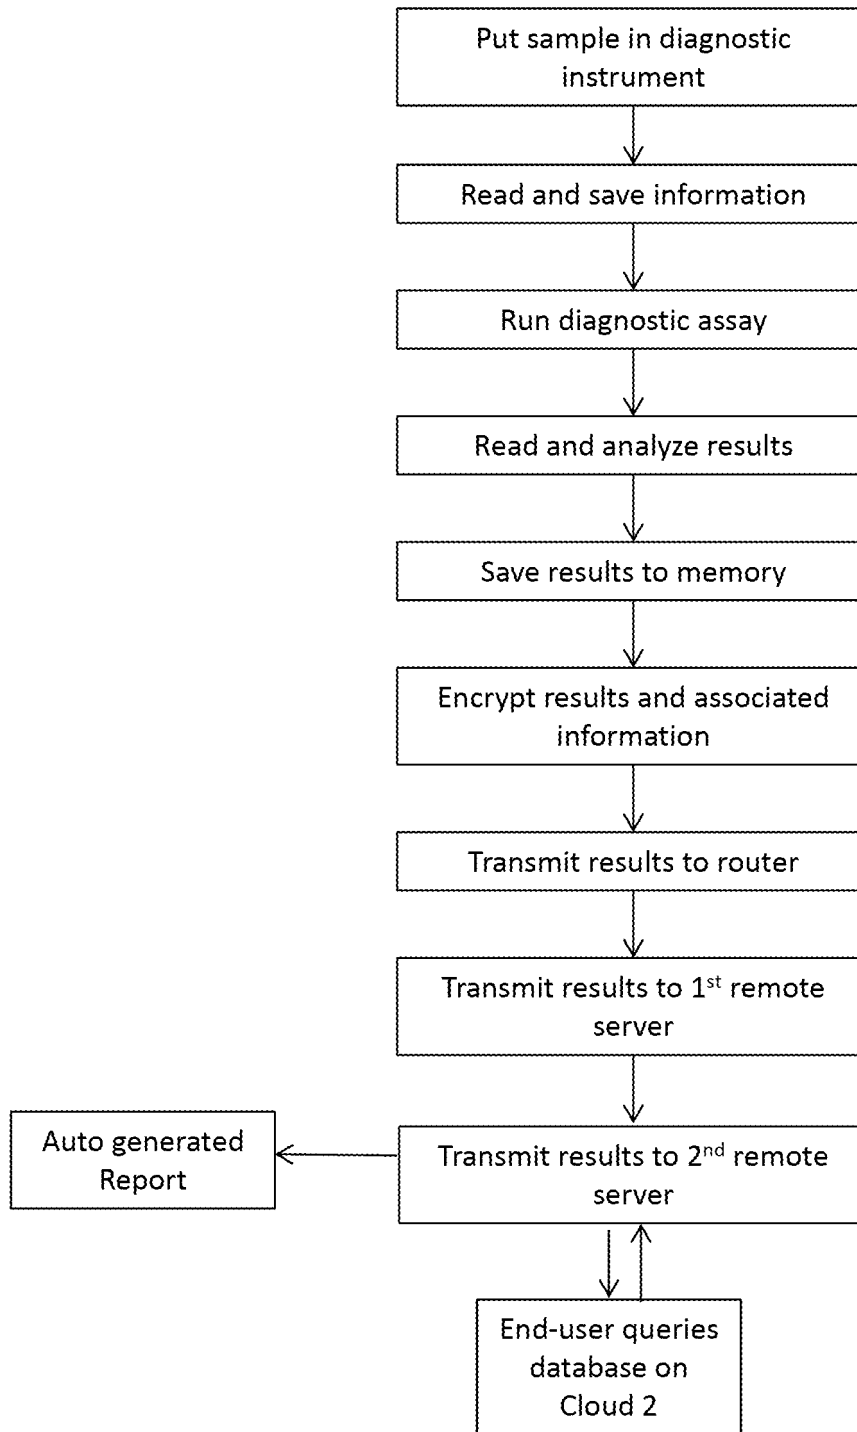 Put sample in diagnostic
instrument
Read and save information
Run diagnostic assay
Read and analyze results
Save results to memory
Encrypt results and associated
information
Transmit results to router
Transmit results to 1st remote
server
Auto generated
Report
Transmit results to 2nd remote
server
End-user queries
database on
Cloud 2